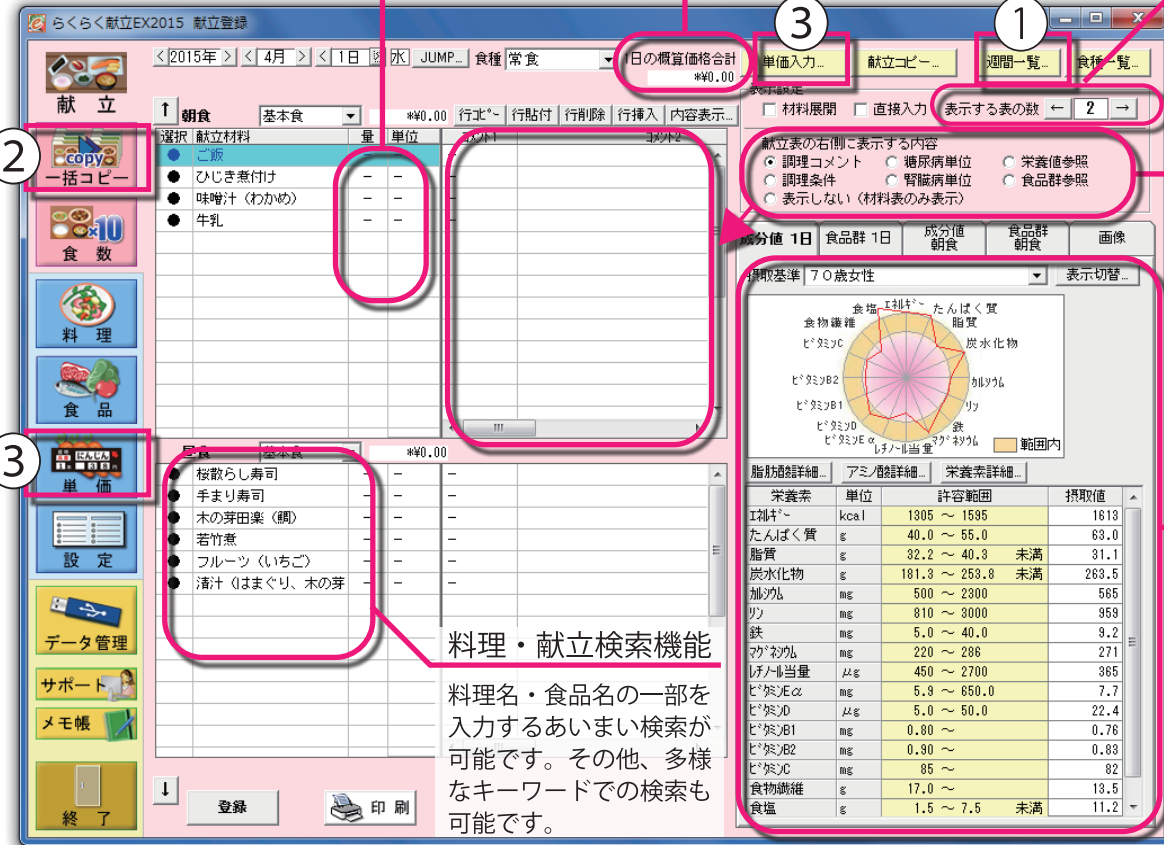 らくらく献立EX2015 献立登録
<2015年> <4月> <1日 水 JUMP… 食種 常食
1日の概算価格合計
*¥0.00
③
単価入力… 献立コピー…
①
週間一覧… 食種一覧…
表示設定
材料展開 直接入力 表示する表の数 ← 2 →
献立
②
copy
一括コピー
×10
食数
料理
食品
③
にんじん
単価
設定
データ管理
サポート
メモ帳
終了
↑ 朝食 基本食 *¥0.00 行コピー 行貼付 行削除 行挿入 内容表示…
選択 献立材料 量 単位 コメント1 コメント2
● ご飯 –
● ひじき煮付け – – –
● 味噌汁(わかめ) – – –
● 牛乳 – – –
昼食 基本食 *¥0.00
● 桜散らし寿司 – – –
● 手まり寿司 – – –
● 木の芽田楽(鯛) – – –
● 若竹煮 – – –
● フルーツ(いちご) – – –
● 清汁(はまぐり、木の芽 – – –
料理・献立検索機能
料理名・食品名の一部を
入力するあいまい検索が
可能です。その他、多様
なキーワードでの検索も
可能です。
↓ 登録 印刷
献立表の右側に表示する内容
調理コメント 糖尿病単位 栄養値参照
調理条件 腎臓病単位 食品群参照
表示しない(材料表のみ表示)
成分値 1日 食品群 1日 成分値 朝食 食品群 朝食 画像
摂取基準 70歳女性 表示切替…
エネルギー
たんぱく質
脂質
炭水化物
カルシウム
リン
鉄
マグネシウム
レチノール当量
ビタミンEα
ビタミンD
ビタミンB1
ビタミンB2
ビタミンC
食物繊維
食塩
範囲内
脂肪酸詳細… アミノ酸詳細… 栄養素詳細…
栄養素 単位 許容範囲 摂取値
エネルギー kcal 1305 ~ 1595 1613
たんぱく質 g 40.0 ~ 55.0 63.0
脂質 g 32.2 ~ 40.3 未満 31.1
炭水化物 g 181.3 ~ 253.8 未満 263.5
カルシウム mg 500 ~ 2300 565
リン mg 810 ~ 3000 959
鉄 mg 5.0 ~ 40.0 9.2
マグネシウム mg 220 ~ 286 271
レチノール当量 μg 450 ~ 2700 365
ビタミンEα mg 5.9 ~ 650.0 7.7
ビタミンD μg 5.0 ~ 50.0 22.4
ビタミンB1 mg 0.80 ~ 0.76
ビタミンB2 mg 0.90 ~ 0.83
ビタミンC mg 85 ~ 82
食物繊維 g 17.0 ~ 13.5
食塩 g 1.5 ~ 7.5 未満 11.2